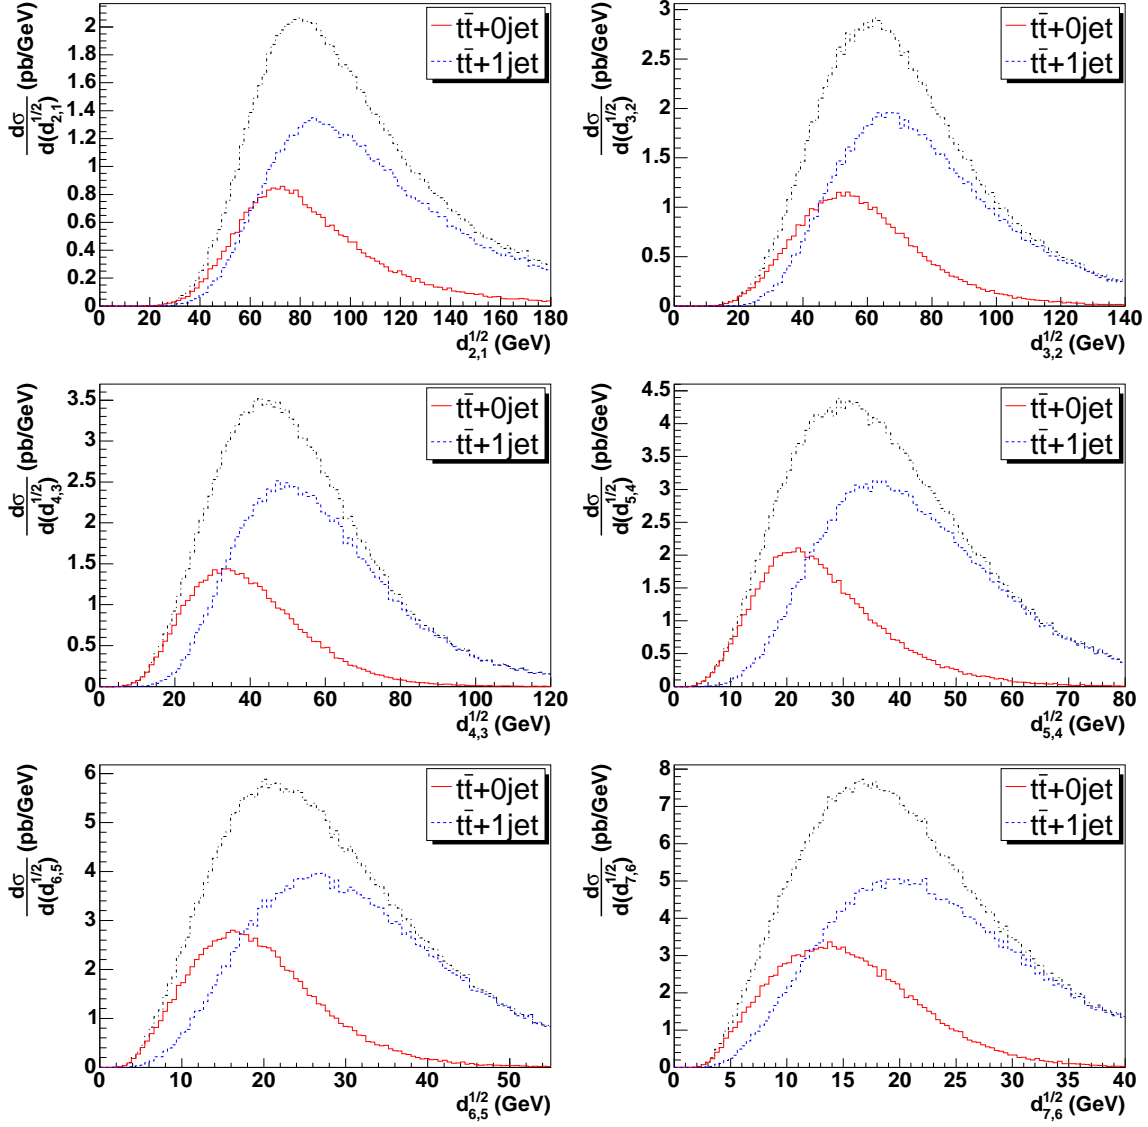 dσ/d(d_{2,1}^{1/2}) (pb/GeV)
2
1.8
1.6
1.4
1.2
1
0.8
0.6
0.4
0.2
0
tt̄+0jet
tt̄+1jet
0 20 40 60 80 100 120 140 160 180
d_{2,1}^{1/2} (GeV)
dσ/d(d_{3,2}^{1/2}) (pb/GeV)
3
2.5
2
1.5
1
0.5
0
tt̄+0jet
tt̄+1jet
0 20 40 60 80 100 120 140
d_{3,2}^{1/2} (GeV)
dσ/d(d_{4,3}^{1/2}) (pb/GeV)
3.5
3
2.5
2
1.5
1
0.5
0
tt̄+0jet
tt̄+1jet
0 20 40 60 80 100 120
d_{4,3}^{1/2} (GeV)
dσ/d(d_{5,4}^{1/2}) (pb/GeV)
4.5
4
3.5
3
2.5
2
1.5
1
0.5
0
tt̄+0jet
tt̄+1jet
0 10 20 30 40 50 60 70 80
d_{5,4}^{1/2} (GeV)
dσ/d(d_{6,5}^{1/2}) (pb/GeV)
6
5
4
3
2
1
0
tt̄+0jet
tt̄+1jet
0 10 20 30 40 50
d_{6,5}^{1/2} (GeV)
dσ/d(d_{7,6}^{1/2}) (pb/GeV)
8
7
6
5
4
3
2
1
0
tt̄+0jet
tt̄+1jet
0 5 10 15 20 25 30 35 40
d_{7,6}^{1/2} (GeV)